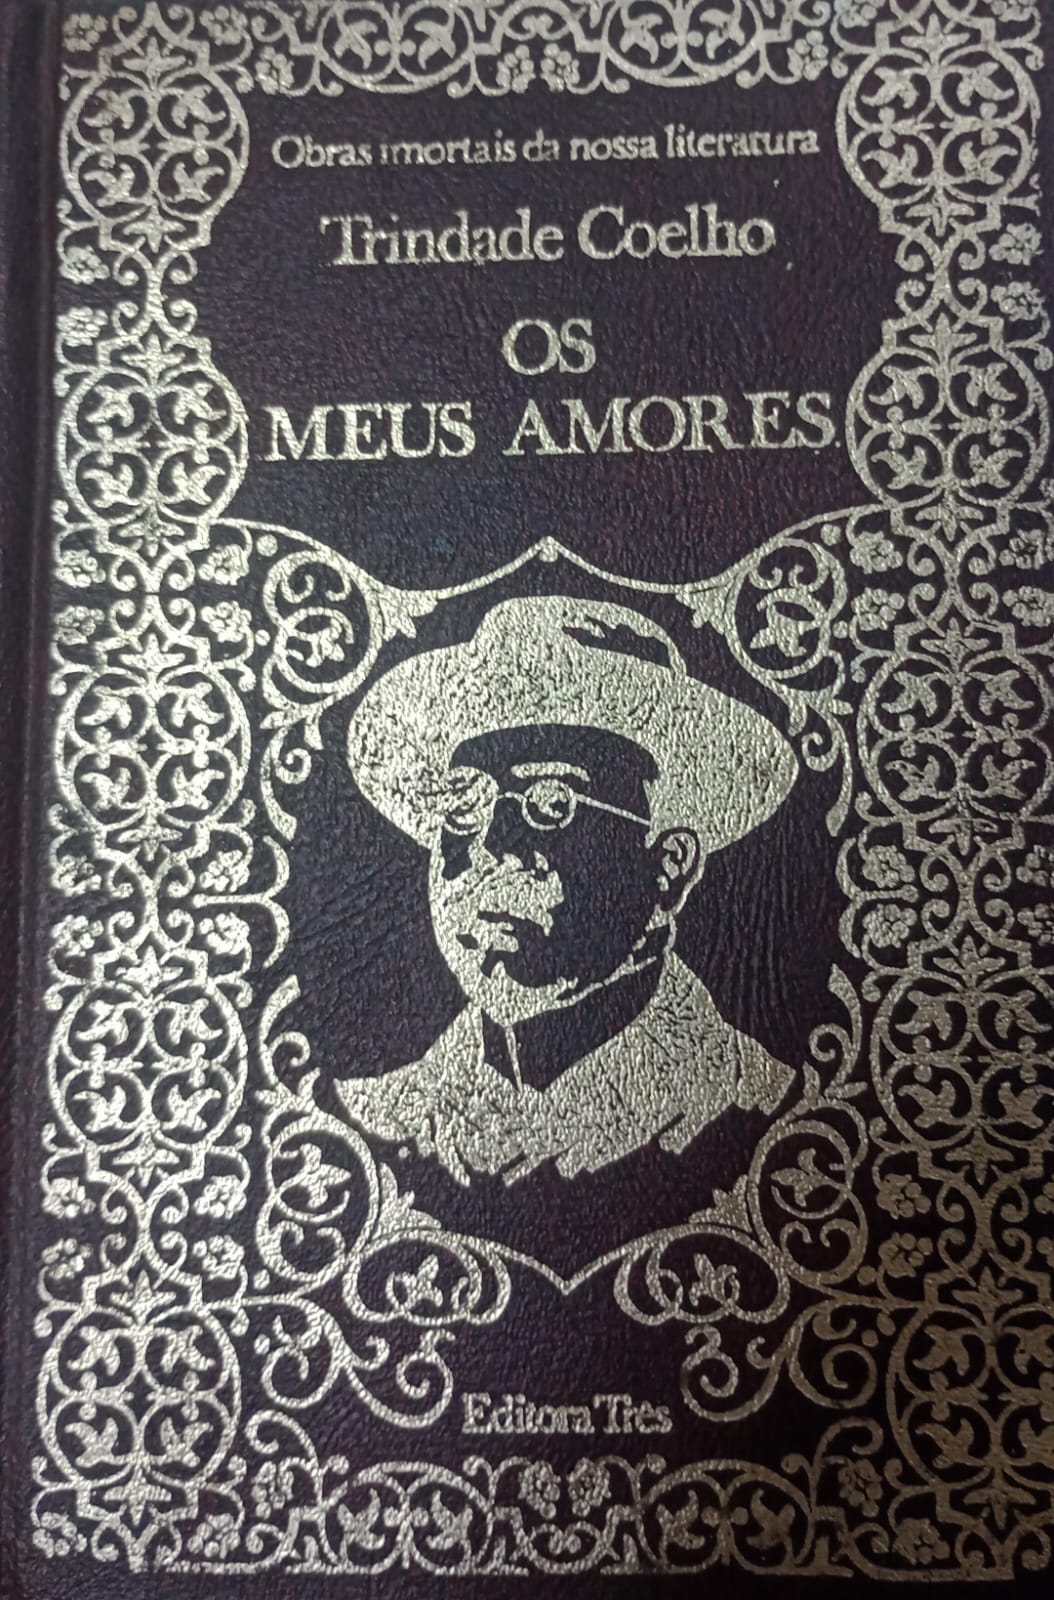 Obras imortais da nossa literatura
Trindade Coelho
OS
MEUS AMORES
Editora Três